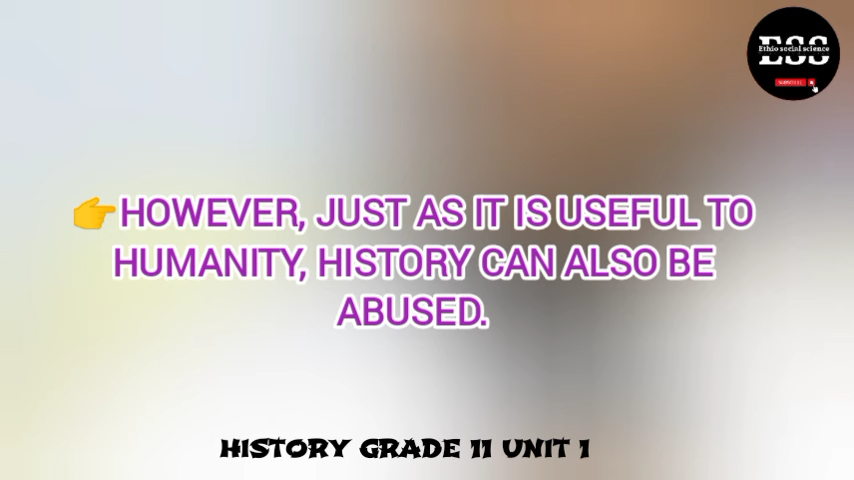 ESS
Ethio social science
👉HOWEVER, JUST AS IT IS USEFUL TO
HUMANITY, HISTORY CAN ALSO BE
ABUSED.
HISTORY GRADE 11 UNIT 1